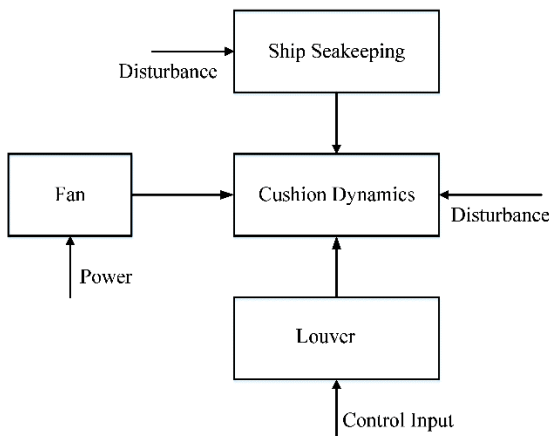 Ship Seakeeping
Disturbance
Fan
Cushion Dynamics
Disturbance
Power
Louver
Control Input